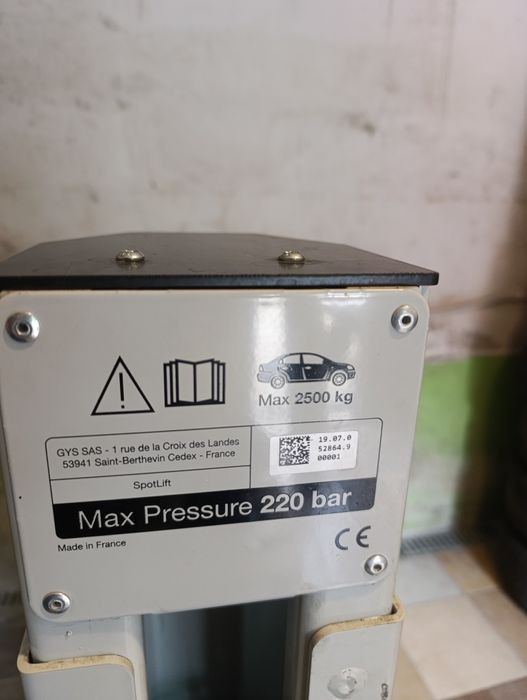 Max 2500 kg
GYS SAS - 1 rue de la Croix des Landes
53941 Saint-Berthevin Cedex - France
19.07.0
52864.9
00001
SpotLift
Max Pressure 220 bar
Made in France
CE